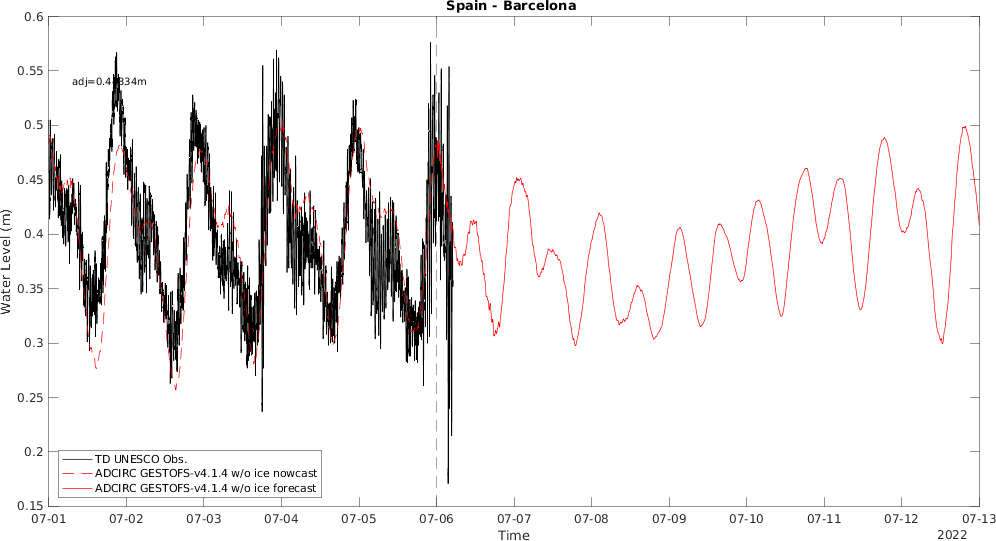 Spain - Barcelona
Water Level (m)
0.6
0.55
0.5
0.45
0.4
0.35
0.3
0.25
0.2
0.15
TD UNESCO Obs.
ADCIRC GESTOFS-v4.1.4 w/o ice nowcast
ADCIRC GESTOFS-v4.1.4 w/o ice forecast
07-01 07-02 07-03 07-04 07-05 07-06 07-07 07-08 07-09 07-10 07-11 07-12 07-13
Time
2022